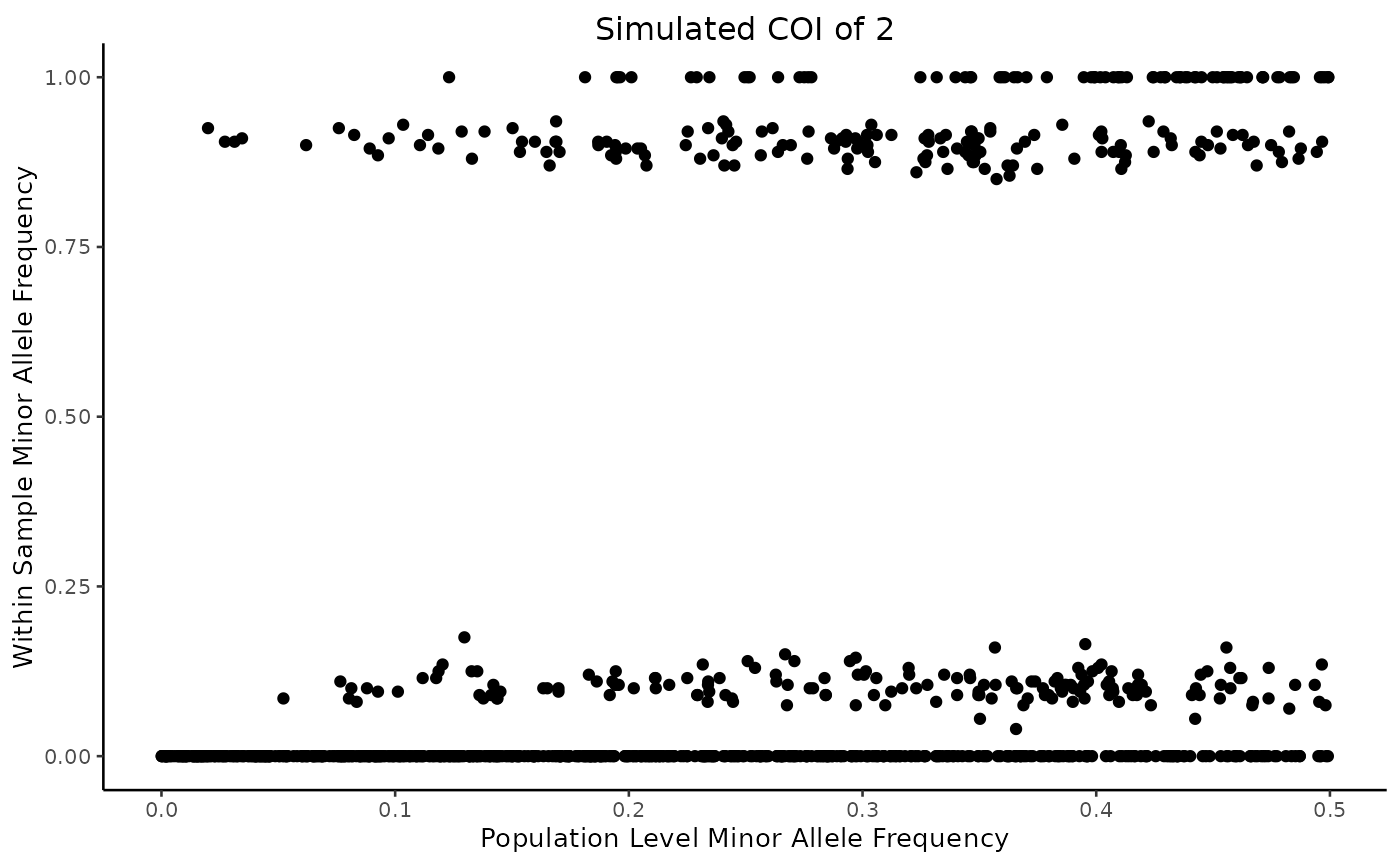 Simulated COI of 2
Within Sample Minor Allele Frequency
1.00
0.75
0.50
0.25
0.00
0.0 0.1 0.2 0.3 0.4 0.5
Population Level Minor Allele Frequency